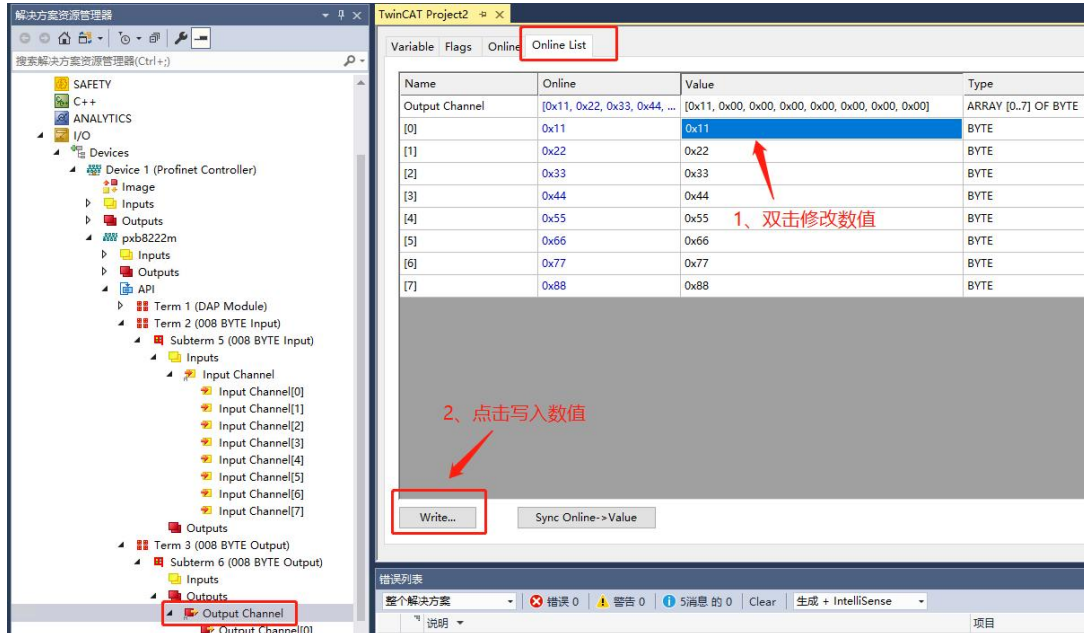 解决方案资源管理器
搜索解决方案资源管理器(Ctrl+;)
SAFETY
C++
ANALYTICS
I/O
Devices
Device 1 (Profinet Controller)
Image
Inputs
Outputs
pxb8222m
Inputs
Outputs
API
Term 1 (DAP Module)
Term 2 (008 BYTE Input)
Subterm 5 (008 BYTE Input)
Inputs
Input Channel
Input Channel[0]
Input Channel[1]
Input Channel[2]
Input Channel[3]
Input Channel[4]
Input Channel[5]
Input Channel[6]
Input Channel[7]
Outputs
Term 3 (008 BYTE Output)
Subterm 6 (008 BYTE Output)
Inputs
Outputs
Output Channel
Output Channel[0]
TwinCAT Project2
Variable Flags Online Online List
Name Online Value Type
Output Channel [0x11, 0x22, 0x33, 0x44, ... [0x11, 0x00, 0x00, 0x00, 0x00, 0x00, 0x00, 0x00] ARRAY [0..7] OF BYTE
[0] 0x11 0x11 BYTE
[1] 0x22 0x22 BYTE
[2] 0x33 0x33 BYTE
[3] 0x44 0x44 BYTE
[4] 0x55 0x55 BYTE
[5] 0x66 0x66 BYTE
[6] 0x77 0x77 BYTE
[7] 0x88 0x88 BYTE
1、双击修改数值
2、点击写入数值
Write... Sync Online->Value
错误列表
整个解决方案 错误 0 警告 0 5消息 的 0 Clear 生成 + IntelliSense
说明 项目